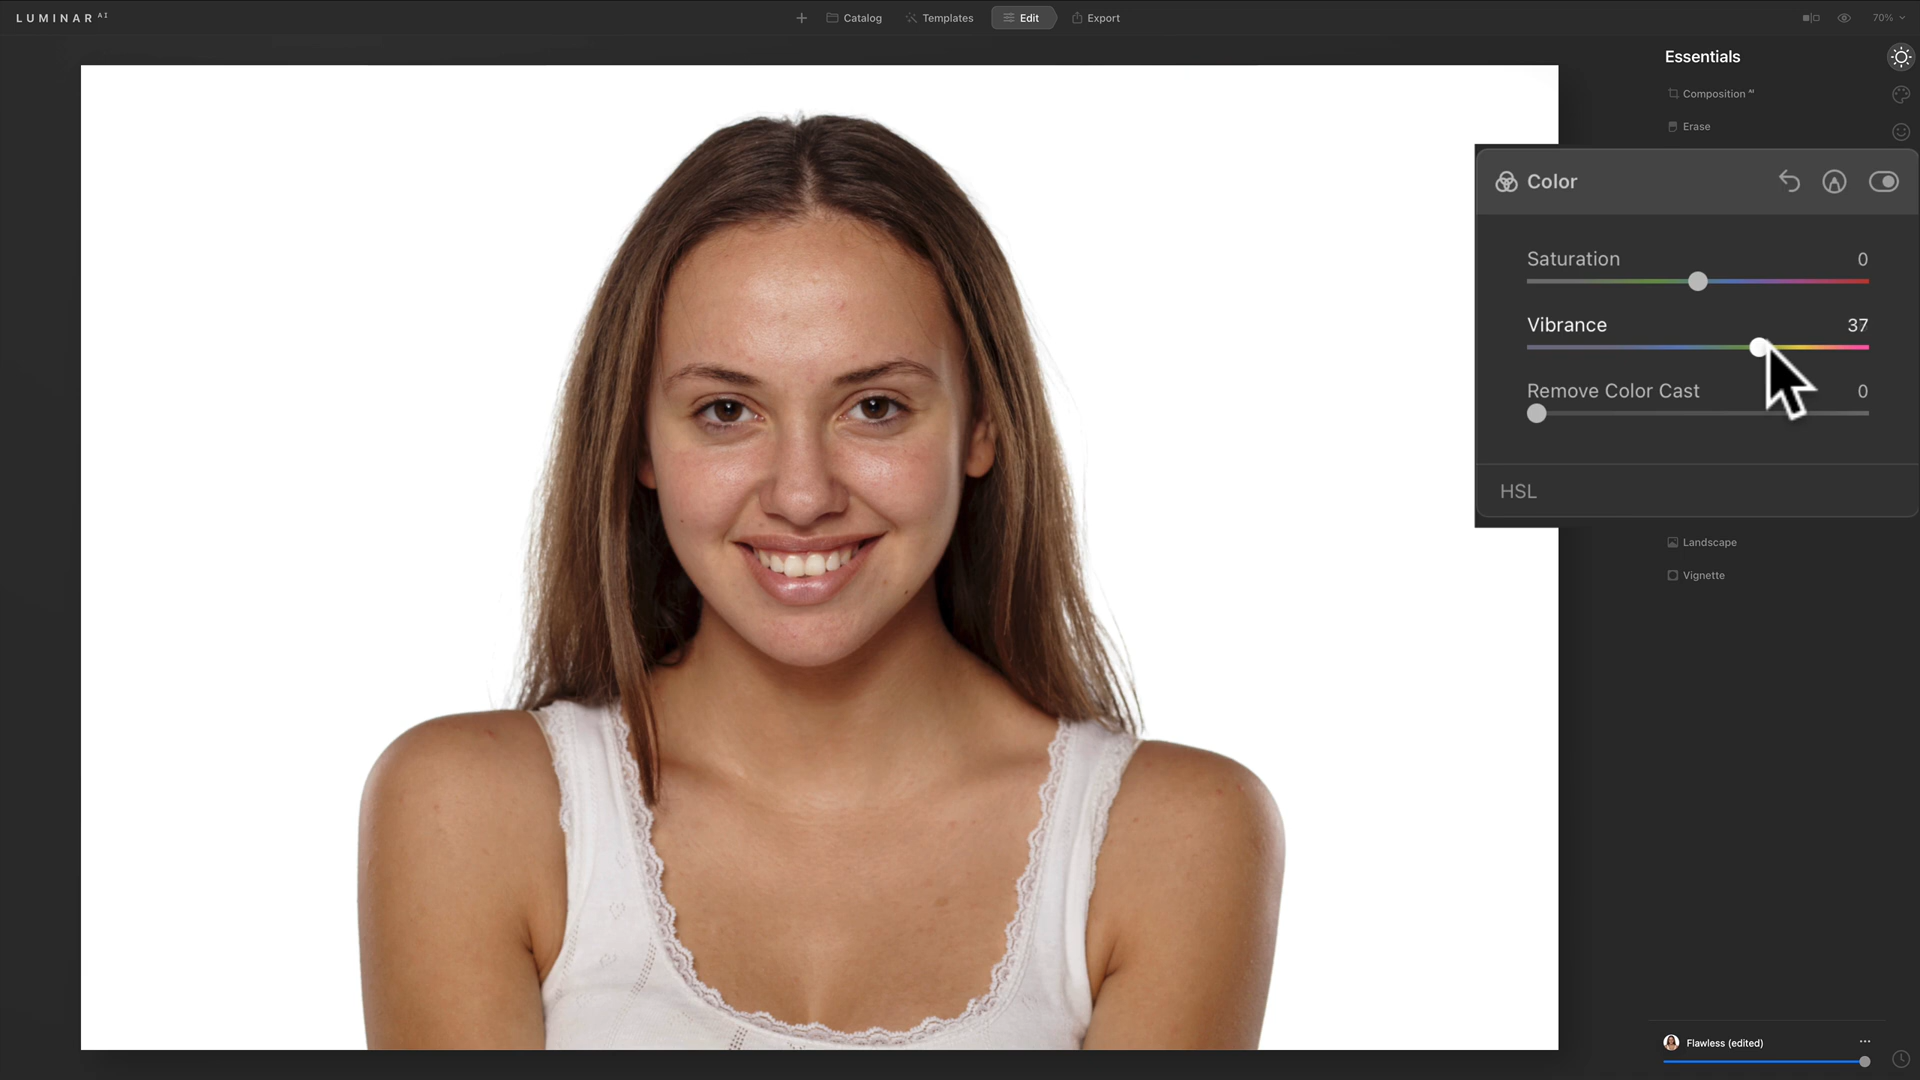 LUMINAR AI
Catalog
Templates
Edit
Export
70%
Essentials
Composition AI
Erase
Color
Saturation 0
Vibrance 37
Remove Color Cast 0
HSL
Landscape
Vignette
Flawless (edited)